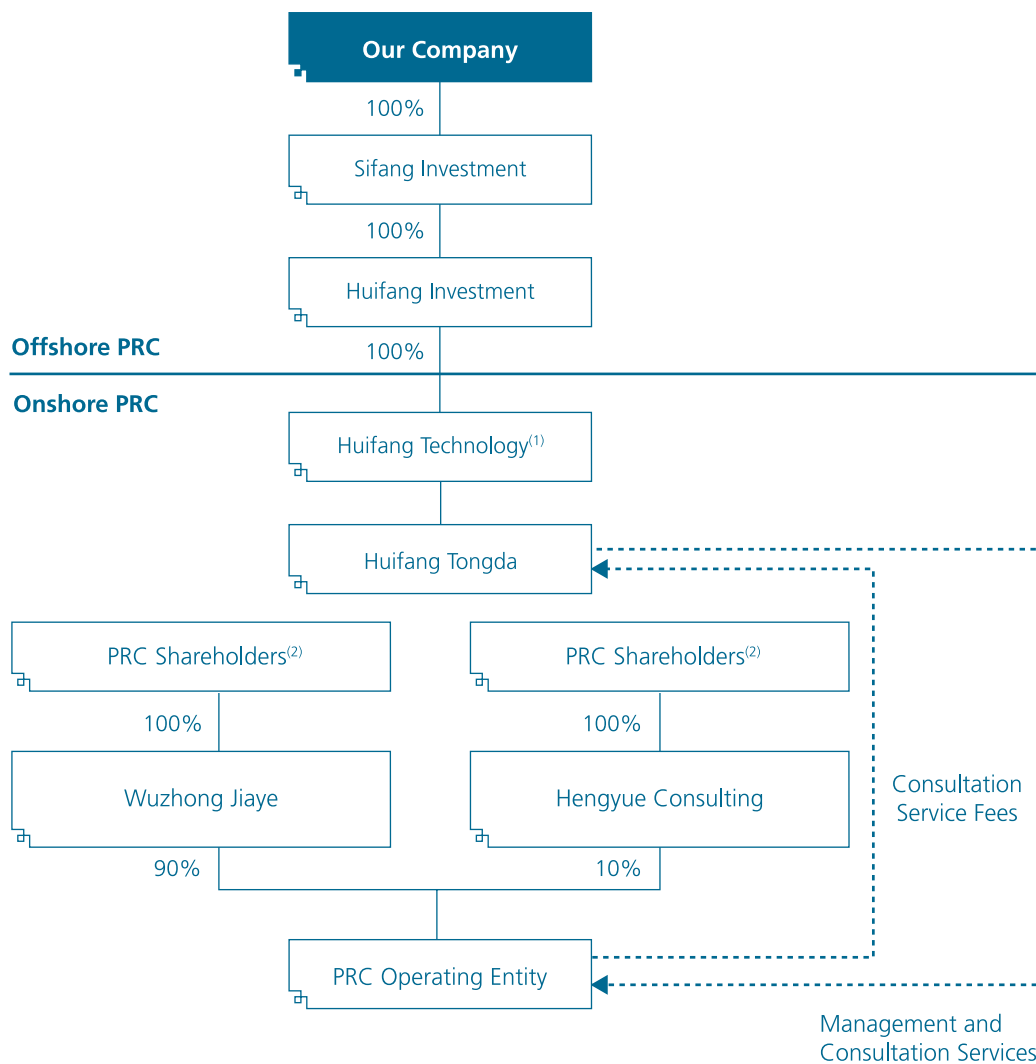 Our Company
100%
Sifang Investment
100%
Huifang Investment
Offshore PRC
100%
Onshore PRC
Huifang Technology(1)
Huifang Tongda
PRC Shareholders(2)
PRC Shareholders(2)
100%
100%
Wuzhong Jiaye
Hengyue Consulting
Consultation
Service Fees
90%
10%
PRC Operating Entity
Management and
Consultation Services